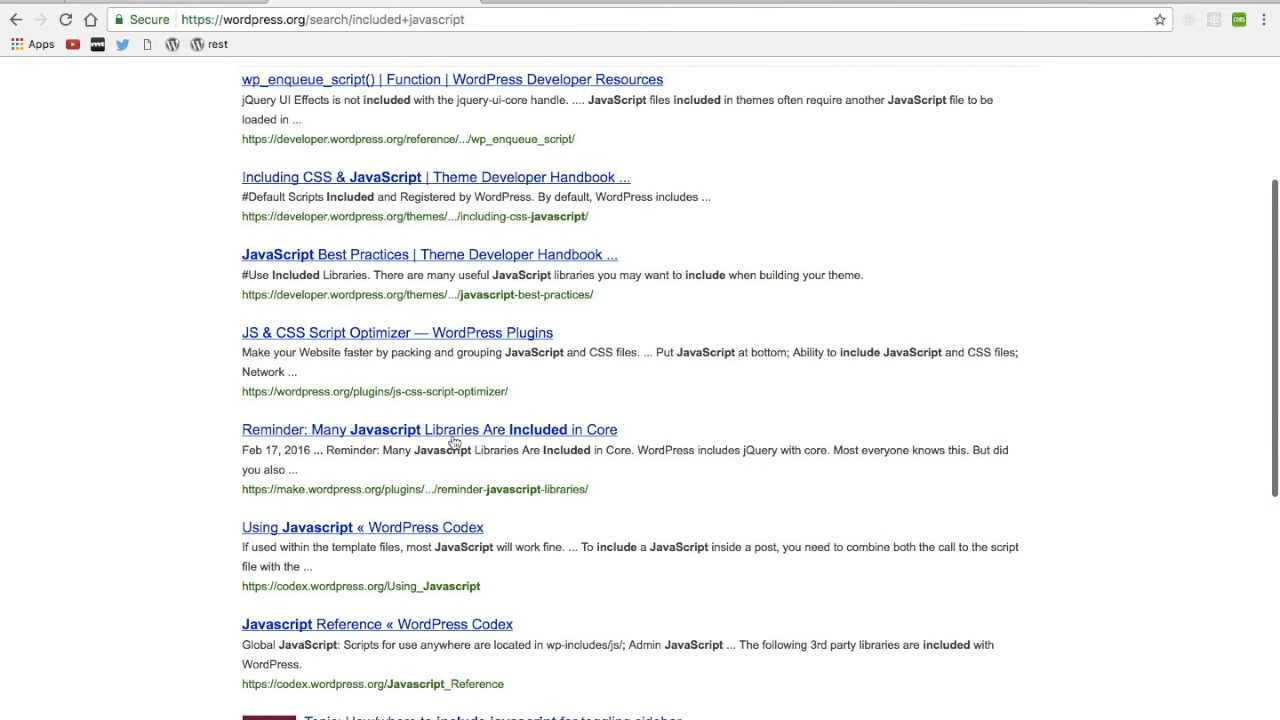 Secure https://wordpress.org/search/included+javascript
Apps rest
wp_enqueue_script() | Function | WordPress Developer Resources
jQuery UI Effects is not included with the jquery-ui-core handle. .... JavaScript files included in themes often require another JavaScript file to be
loaded in ...
https://developer.wordpress.org/reference/.../wp_enqueue_script/
Including CSS & JavaScript | Theme Developer Handbook ...
#Default Scripts Included and Registered by WordPress. By default, WordPress includes ...
https://developer.wordpress.org/themes/.../including-css-javascript/
JavaScript Best Practices | Theme Developer Handbook ...
#Use Included Libraries. There are many useful JavaScript libraries you may want to include when building your theme.
https://developer.wordpress.org/themes/.../javascript-best-practices/
JS & CSS Script Optimizer — WordPress Plugins
Make your Website faster by packing and grouping JavaScript and CSS files. ... Put JavaScript at bottom; Ability to include JavaScript and CSS files;
Network ...
https://wordpress.org/plugins/js-css-script-optimizer/
Reminder: Many Javascript Libraries Are Included in Core
Feb 17, 2016 ... Reminder: Many Javascript Libraries Are Included in Core. WordPress includes jQuery with core. Most everyone knows this. But did
you also ...
https://make.wordpress.org/plugins/.../reminder-javascript-libraries/
Using Javascript « WordPress Codex
If used within the template files, most JavaScript will work fine. ... To include a JavaScript inside a post, you need to combine both the call to the script
file with the ...
https://codex.wordpress.org/Using_Javascript
Javascript Reference « WordPress Codex
Global JavaScript: Scripts for use anywhere are located in wp-includes/js/; Admin JavaScript ... The following 3rd party libraries are included with
WordPress.
https://codex.wordpress.org/Javascript_Reference
Topic: How/where to include javascript for toggling sidebar